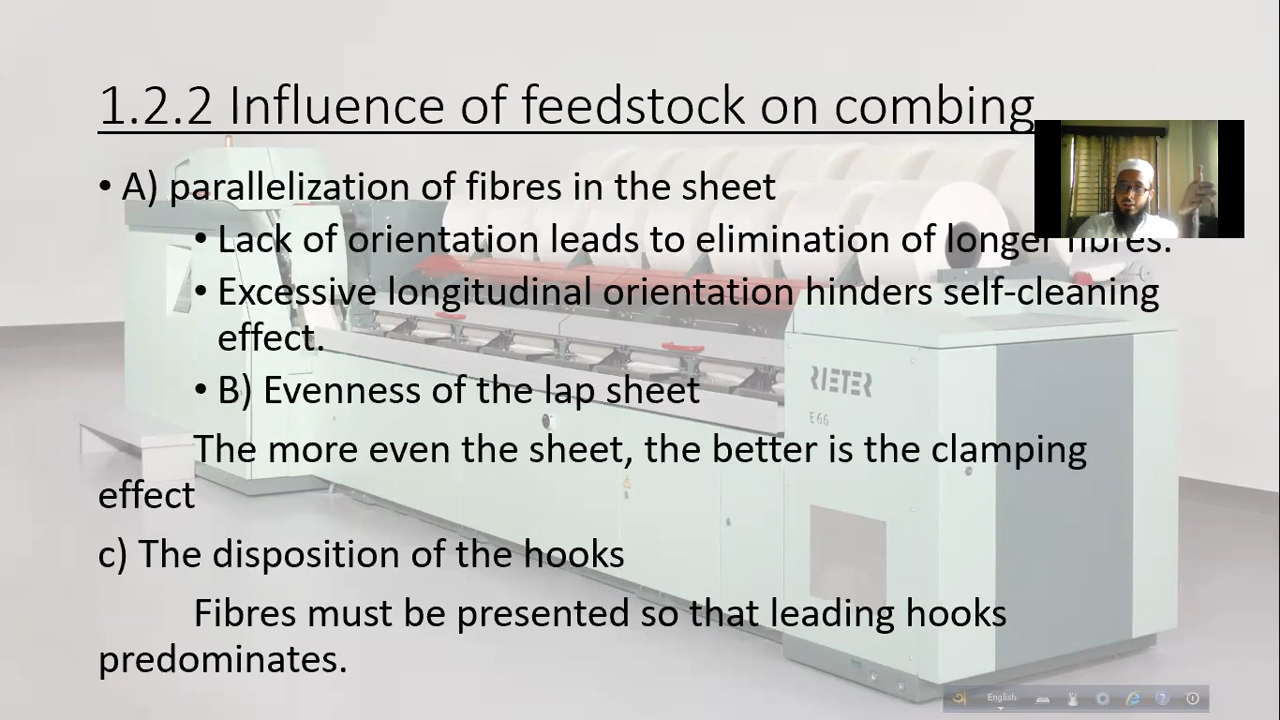 1.2.2 Influence of feedstock on combing
• A) parallelization of fibres in the sheet
• Lack of orientation leads to elimination of longer fibres.
• Excessive longitudinal orientation hinders self-cleaning
effect.
• B) Evenness of the lap sheet
The more even the sheet, the better is the clamping
effect
c) The disposition of the hooks
Fibres must be presented so that leading hooks
predominates.
RIETER
E 66
অ English